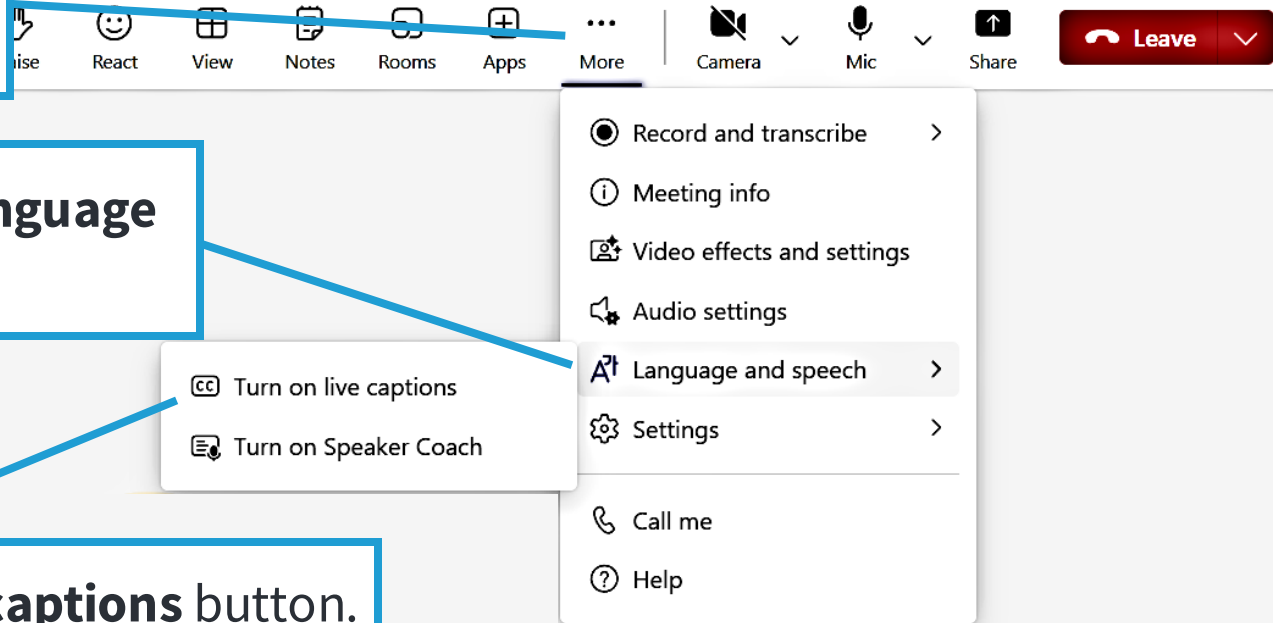 React View Notes Rooms Apps More Camera Mic Share Leave
Record and transcribe
Meeting info
nguage
Video effects and settings
Audio settings
Language and speech
CC Turn on live captions
Settings
Turn on Speaker Coach
Call me
Help
captions button.